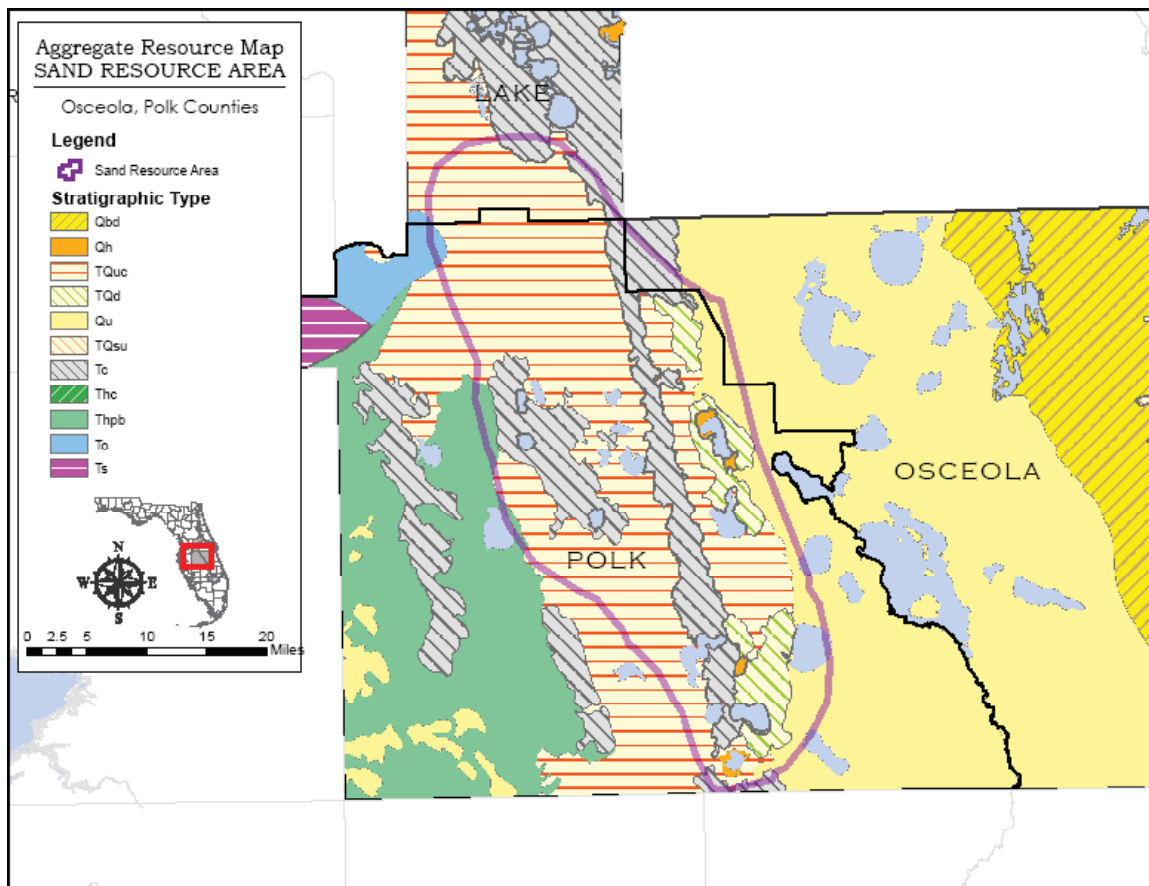 Aggregate Resource Map
SAND RESOURCE AREA
Osceola, Polk Counties
Legend
Sand Resource Area
Stratigraphic Type
Qbd
Qh
TQuc
TQd
Qu
TQsu
Tc
Thc
Thpb
To
Ts
N
W E
S
0 2.5 5 10 15 20
Miles
LAKE
OSCEOLA
POLK